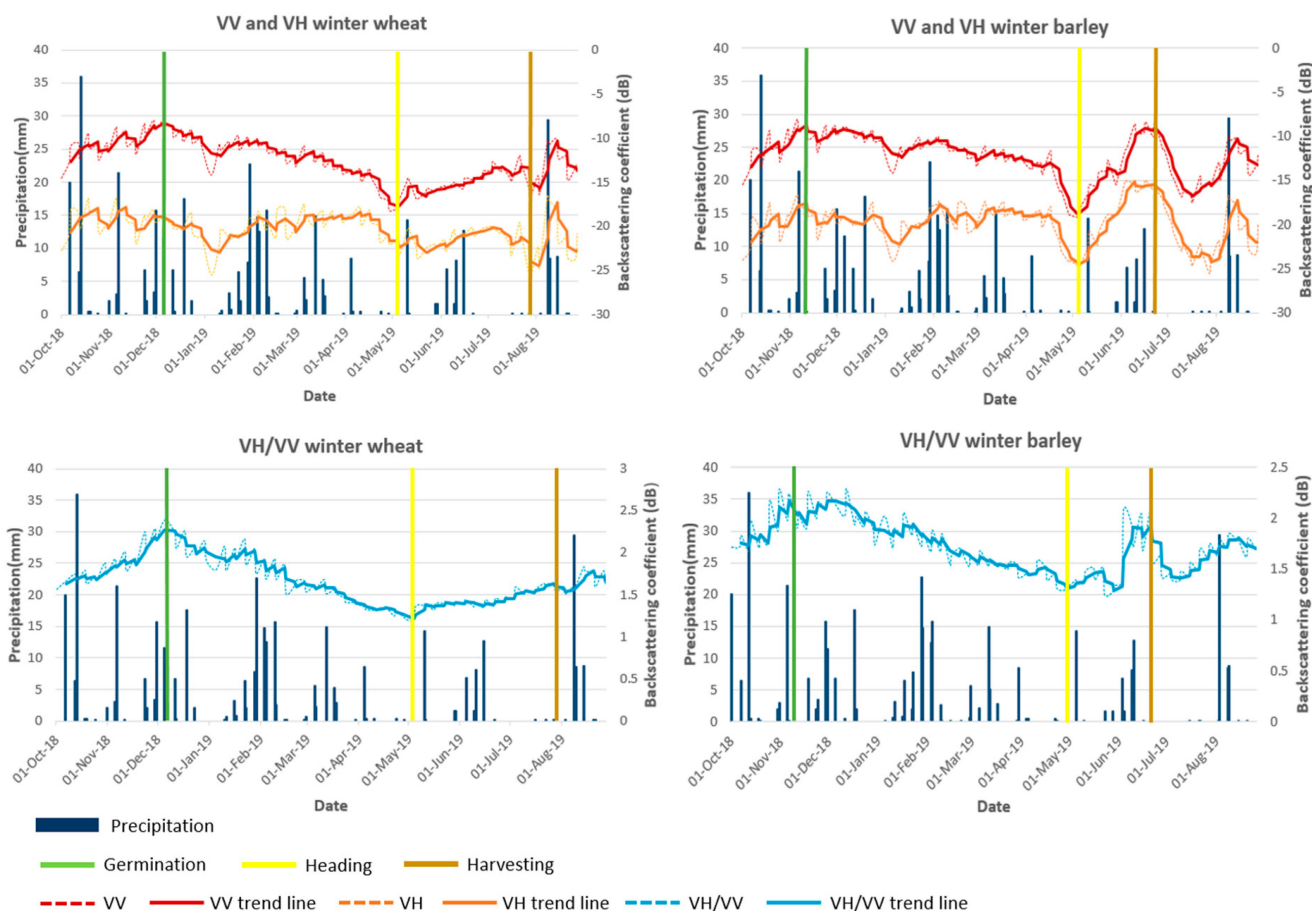 VV and VH winter wheat
Precipitation(mm)
40
35
30
25
20
15
10
5
0
0
-5
-10
-15
-20
-25
-30
Backscattering coefficient (dB)
01-Oct-18
01-Nov-18
01-Dec-18
01-Jan-19
01-Feb-19
01-Mar-19
01-Apr-19
01-May-19
01-Jun-19
01-Jul-19
01-Aug-19
Date
VV and VH winter barley
Precipitation(mm)
40
35
30
25
20
15
10
5
0
0
-5
-10
-15
-20
-25
-30
Backscattering coefficient (dB)
01-Oct-18
01-Nov-18
01-Dec-18
01-Jan-19
01-Feb-19
01-Mar-19
01-Apr-19
01-May-19
01-Jun-19
01-Jul-19
01-Aug-19
Date
VH/VV winter wheat
Precipitation(mm)
40
35
30
25
20
15
10
5
0
3
2.5
2
1.5
1
0.5
0
Backscattering coefficient (dB)
01-Oct-18
01-Nov-18
01-Dec-18
01-Jan-19
01-Feb-19
01-Mar-19
01-Apr-19
01-May-19
01-Jun-19
01-Jul-19
01-Aug-19
Date
VH/VV winter barley
Precipitation(mm)
40
35
30
25
20
15
10
5
0
2.5
2
1.5
1
0.5
0
Backscattering coefficient (dB)
01-Oct-18
01-Nov-18
01-Dec-18
01-Jan-19
01-Feb-19
01-Mar-19
01-Apr-19
01-May-19
01-Jun-19
01-Jul-19
01-Aug-19
Date
Precipitation
Germination Heading Harvesting
VV VV trend line VH VH trend line VH/VV VH/VV trend line